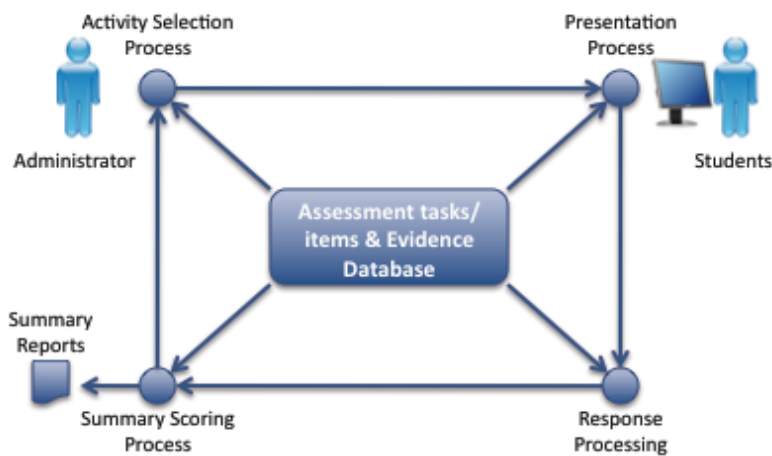 Activity Selection
Process
Presentation
Process
Administrator
Students
Assessment tasks/
items & Evidence
Database
Summary
Reports
Summary Scoring
Process
Response
Processing